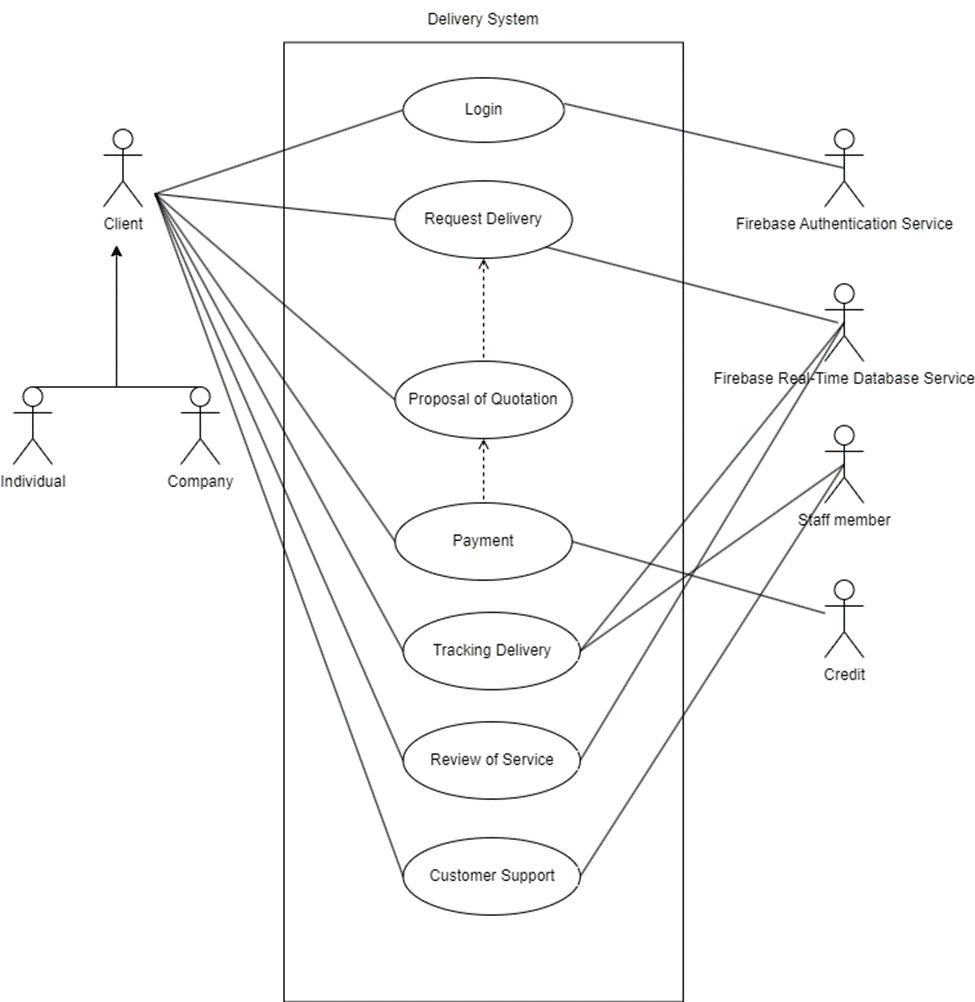 Delivery System
Login
Client
Firebase Authentication Service
Request Delivery
Firebase Real-Time Database Service
Proposal of Quotation
Individual
Company
Staff member
Payment
Tracking Delivery
Credit
Review of Service
Customer Support